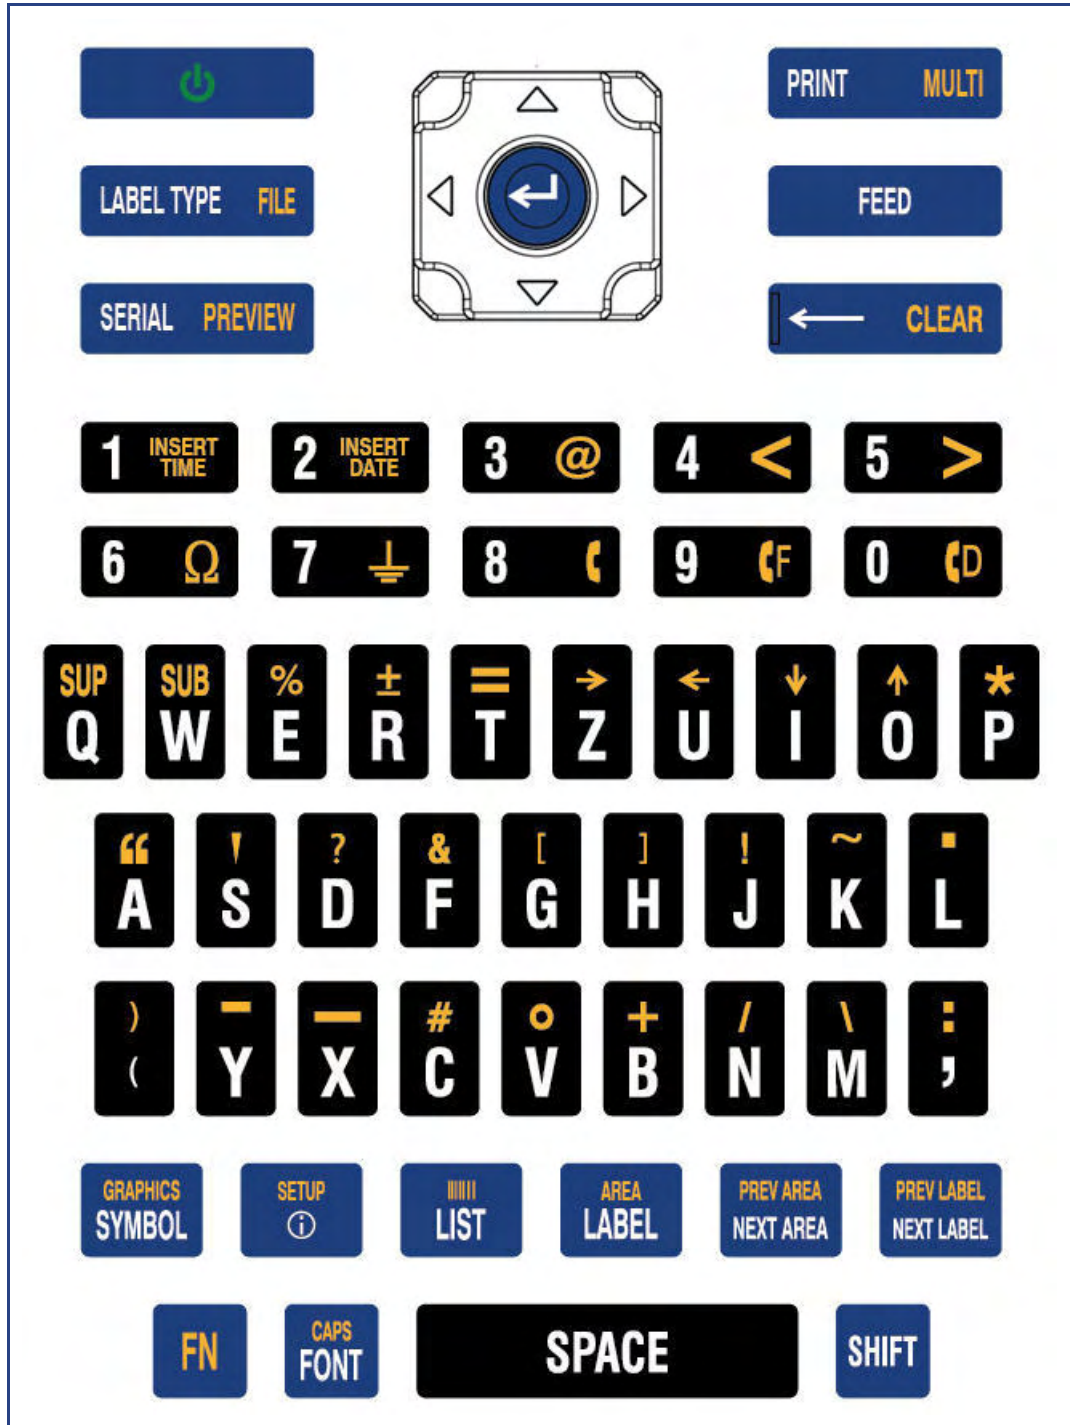 PRINT MULTI
LABEL TYPE FILE
FEED
SERIAL PREVIEW
← CLEAR
1 INSERT TIME 2 INSERT DATE 3 @ 4 < 5 >
6 Ω 7 ⏚ 8 9 F 0 D
SUP SUB % ± = → ← ↓ ↑ *
Q W E R T Z U I O P
“ ' ? & [ ] ! ~ .
A S D F G H J K L
) - — # ° + / \ :
( Y X C V B N M ,
GRAPHICS SETUP AREA PREV AREA PREV LABEL
SYMBOL ⓘ LIST LABEL NEXT AREA NEXT LABEL
CAPS
FN FONT SPACE SHIFT